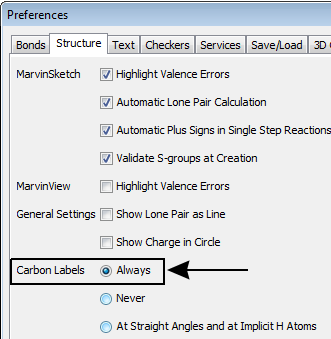 Preferences
Bonds Structure Text Checkers Services Save/Load 3D
MarvinSketch Highlight Valence Errors
Automatic Lone Pair Calculation
Automatic Plus Signs in Single Step Reactions
Validate S-groups at Creation
MarvinView Highlight Valence Errors
General Settings Show Lone Pair as Line
Show Charge in Circle
Carbon Labels Always
Never
At Straight Angles and at Implicit H Atoms